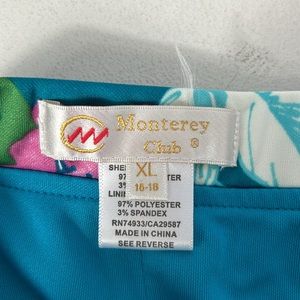 Monterey
Club ®
XL
16-18
97% POLYESTER
3% SPANDEX
RN74933/CA29587
MADE IN CHINA
SEE REVERSE